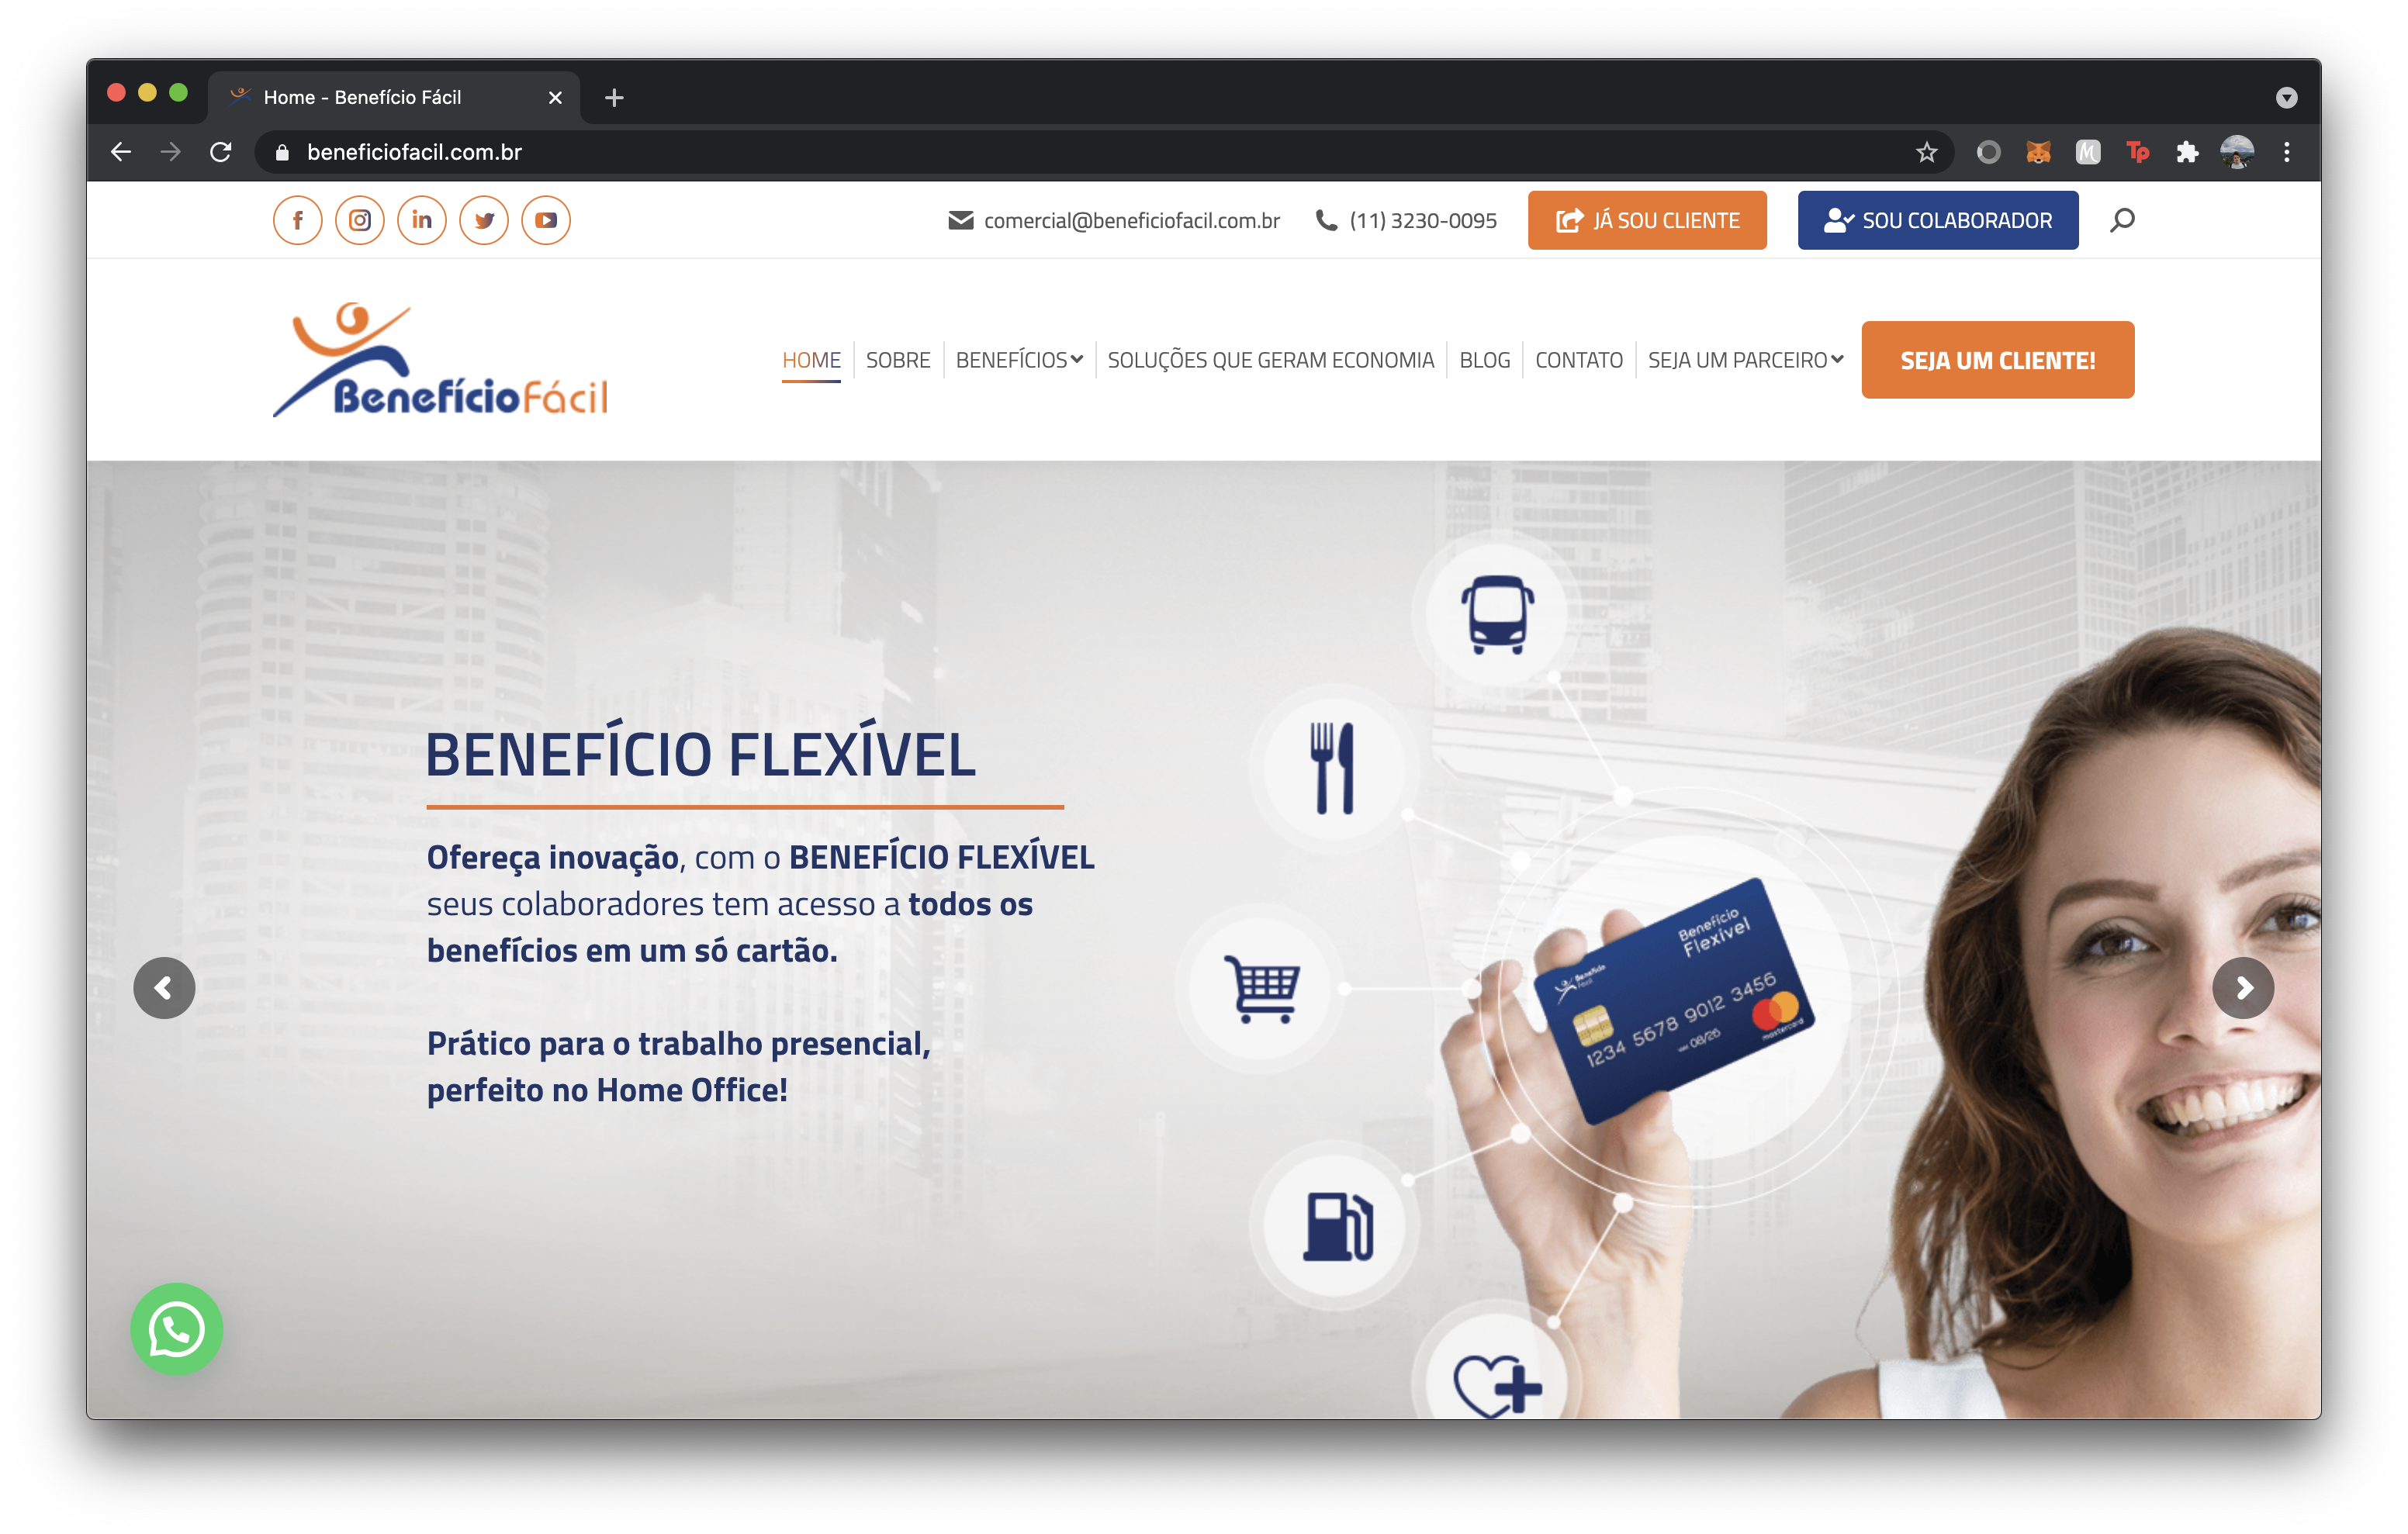 Home - Benefício Fácil
beneficiofacil.com.br
comercial@beneficiofacil.com.br
(11) 3230-0095
JÁ SOU CLIENTE
SOU COLABORADOR
BenefícioFácil
HOME
SOBRE
BENEFÍCIOS
SOLUÇÕES QUE GERAM ECONOMIA
BLOG
CONTATO
SEJA UM PARCEIRO
SEJA UM CLIENTE!
BENEFÍCIO FLEXÍVEL
Ofereça inovação, com o BENEFÍCIO FLEXÍVEL
seus colaboradores tem acesso a todos os
benefícios em um só cartão.
Prático para o trabalho presencial,
perfeito no Home Office!
Benefício
Flexível
Benefício
Fácil
1234 5678 9012 3456
08/26
mastercard